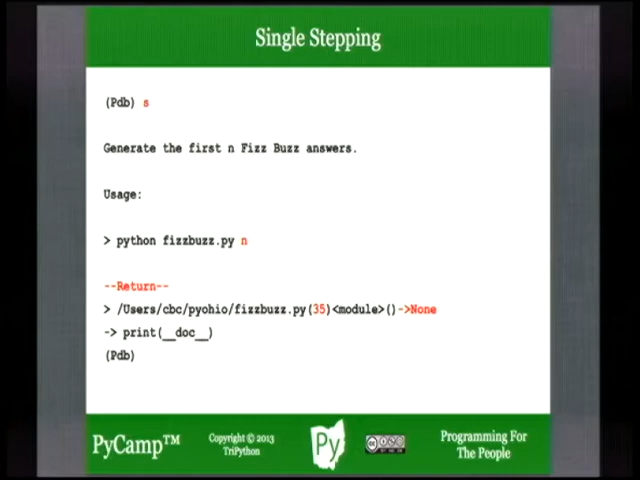 Single Stepping
(Pdb) s
Generate the first n Fizz Buzz answers.
Usage:
> python fizzbuzz.py n
--Return--
> /Users/cbc/pyohio/fizzbuzz.py(35)<module>()->None
-> print(__doc__)
(Pdb)
PyCamp™
Copyright © 2013
TriPython
Py
Programming For
The People